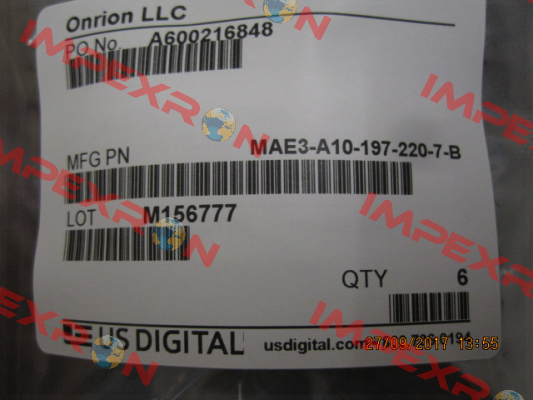 Onrion LLC
PO No. A600216848
MFG PN MAE3-A10-197-220-7-B
LOT M156777
QTY 6
US DIGITAL
usdigital.com
27/09/2017 13:55
IMPEXRON
IMPEXRON
IMPEXRON
IMPEXRON